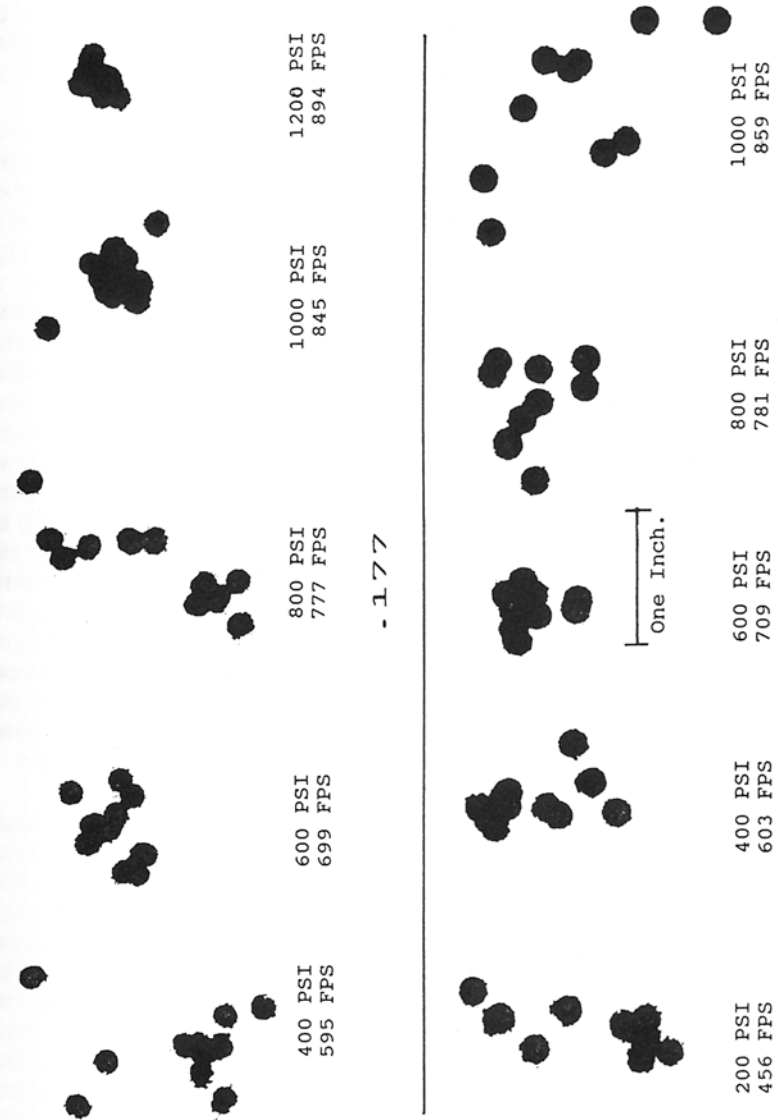 400 PSI
595 FPS
600 PSI
699 FPS
800 PSI
777 FPS
1000 PSI
845 FPS
1200 PSI
894 FPS
.177
One Inch.
200 PSI
456 FPS
400 PSI
603 FPS
600 PSI
709 FPS
800 PSI
781 FPS
1000 PSI
859 FPS